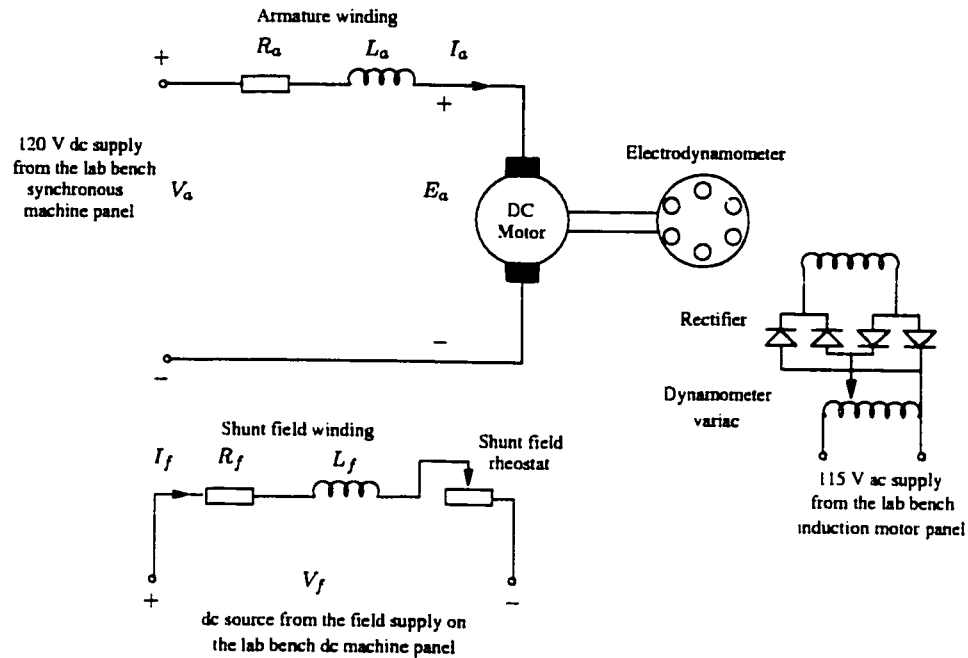 Armature winding
+
R_a
L_a
I_a
+
120 V dc supply
from the lab bench
synchronous
machine panel
V_a
E_a
DC
Motor
Electrodynamometer
−
−
Rectifier
Dynamometer
variac
115 V ac supply
from the lab bench
induction motor panel
Shunt field winding
I_f
R_f
L_f
Shunt field
rheostat
V_f
+
−
dc source from the field supply on
the lab bench dc machine panel